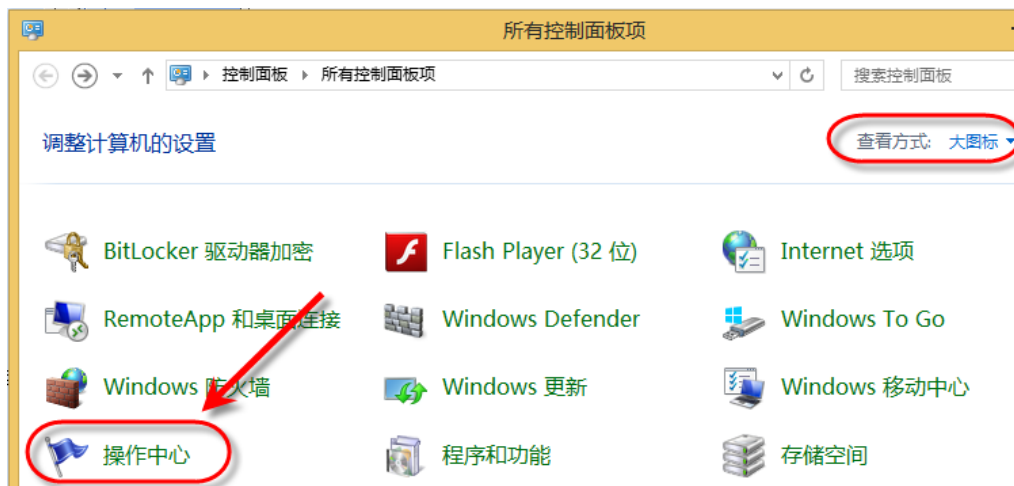 所有控制面板项
控制面板 所有控制面板项
搜索控制面板
调整计算机的设置
查看方式: 大图标
BitLocker 驱动器加密
Flash Player (32 位)
Internet 选项
RemoteApp 和桌面连接
Windows Defender
Windows To Go
Windows 防火墙
Windows 更新
Windows 移动中心
操作中心
程序和功能
存储空间